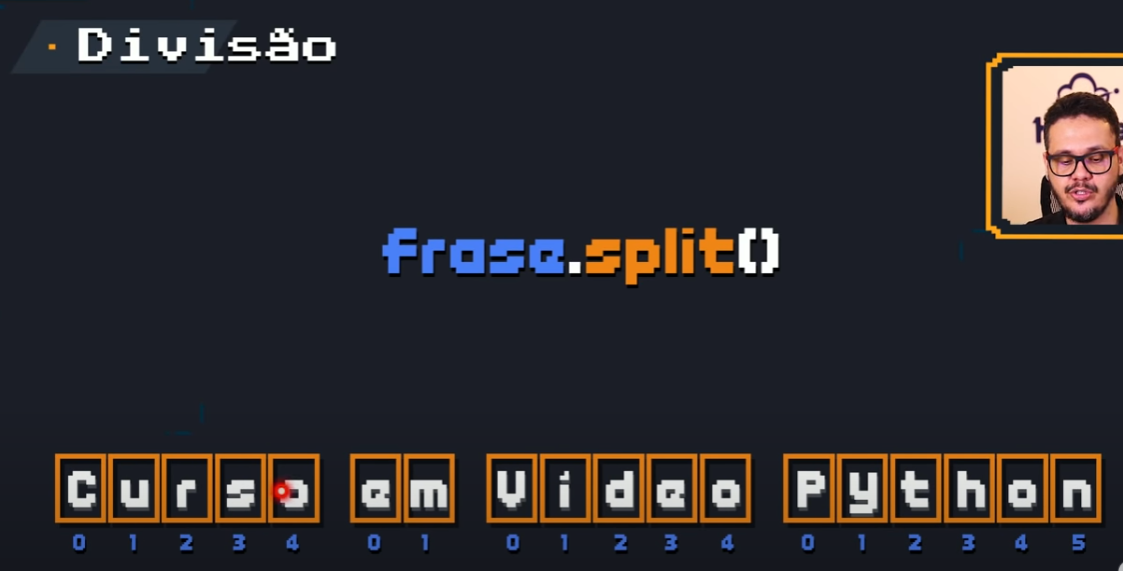 Divisão
frase.split()
Curso em Vídeo Python
0 1 2 3 4 0 1 0 1 2 3 4 0 1 2 3 4 5